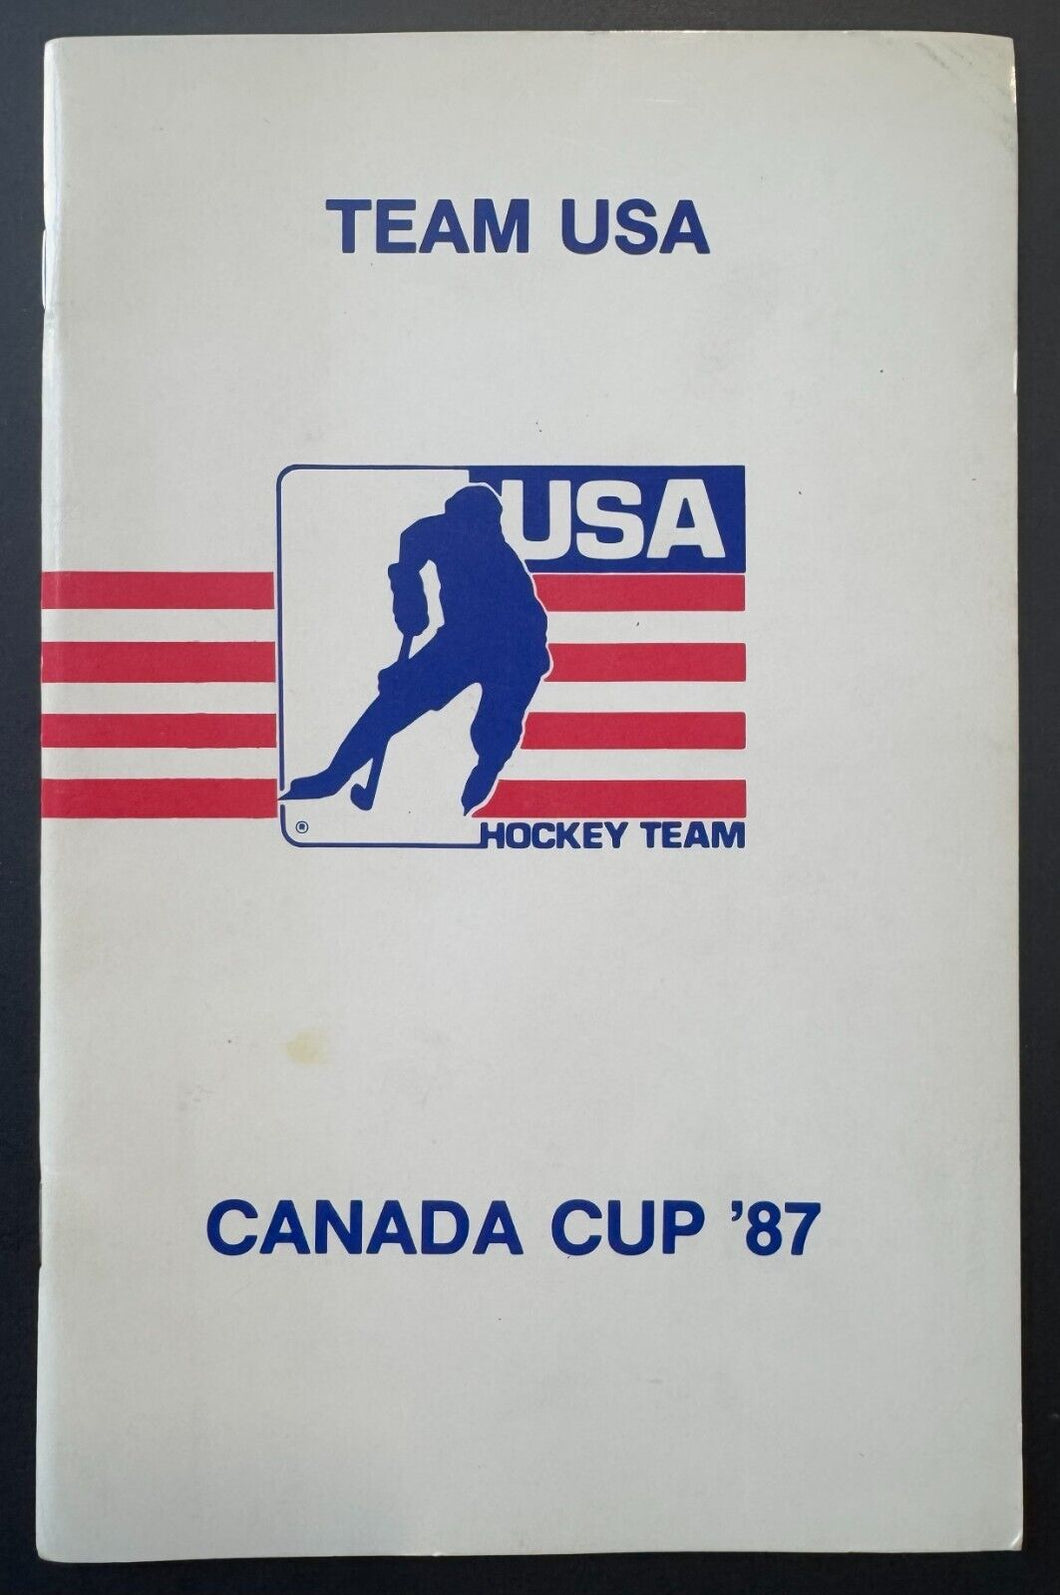 TEAM USA
USA
®
HOCKEY TEAM
CANADA CUP '87